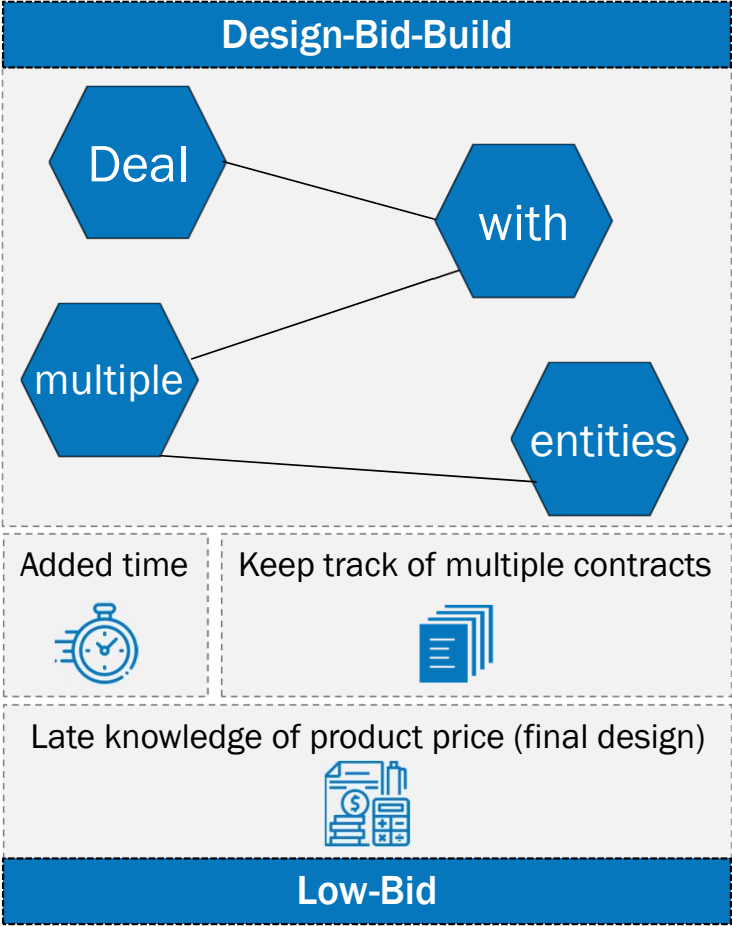 Design-Bid-Build
Deal
with
multiple
entities
Added time
Keep track of multiple contracts
Late knowledge of product price (final design)
$
Low-Bid